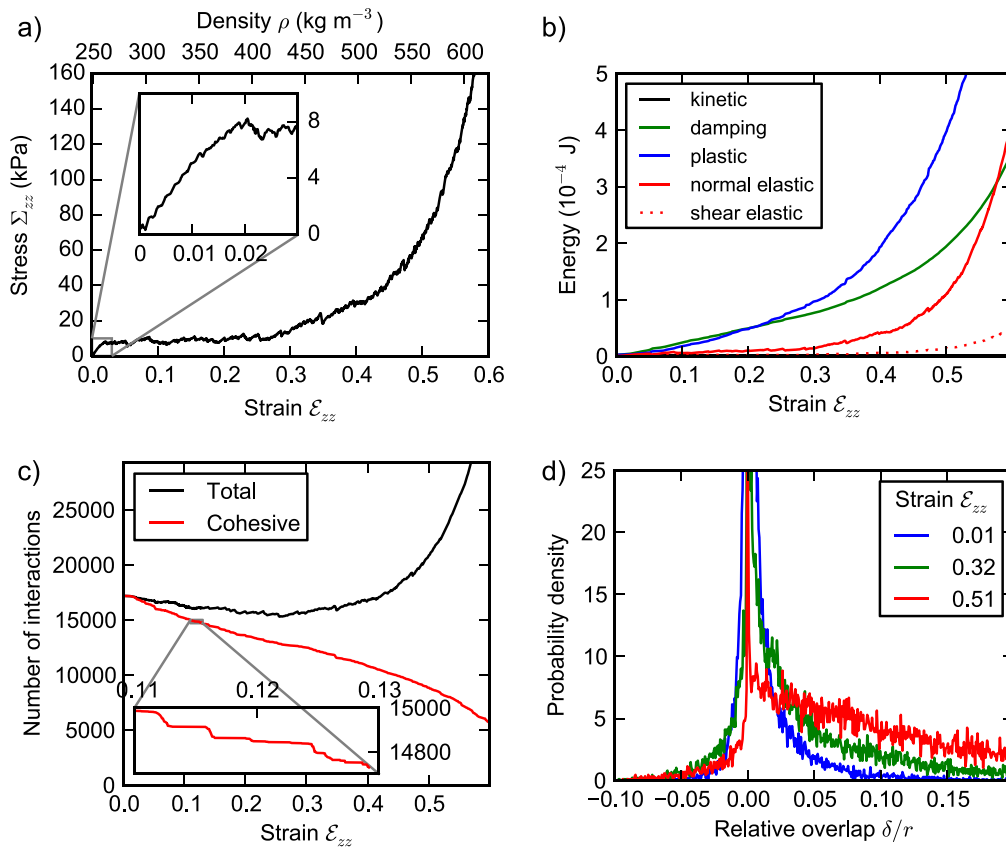 a)
Density ρ (kg m⁻³)
250 300 350 400 450 500 550 600
160
140
120
100
80
60
40
20
0
Stress Σzz (kPa)
8
4
0
0 0.01 0.02
0.0 0.1 0.2 0.3 0.4 0.5 0.6
Strain Ɛzz
b)
5
4
3
2
1
0
Energy (10⁻⁴ J)
kinetic
damping
plastic
normal elastic
shear elastic
0.0 0.1 0.2 0.3 0.4 0.5
Strain Ɛzz
c)
Total
Cohesive
25000
20000
15000
10000
5000
0
Number of interactions
0.11 0.12 0.13
15000
14800
0.0 0.1 0.2 0.3 0.4 0.5
Strain Ɛzz
d)
25
20
15
10
5
0
Probability density
Strain Ɛzz
0.01
0.32
0.51
−0.10 −0.05 0.00 0.05 0.10 0.15
Relative overlap δ/r